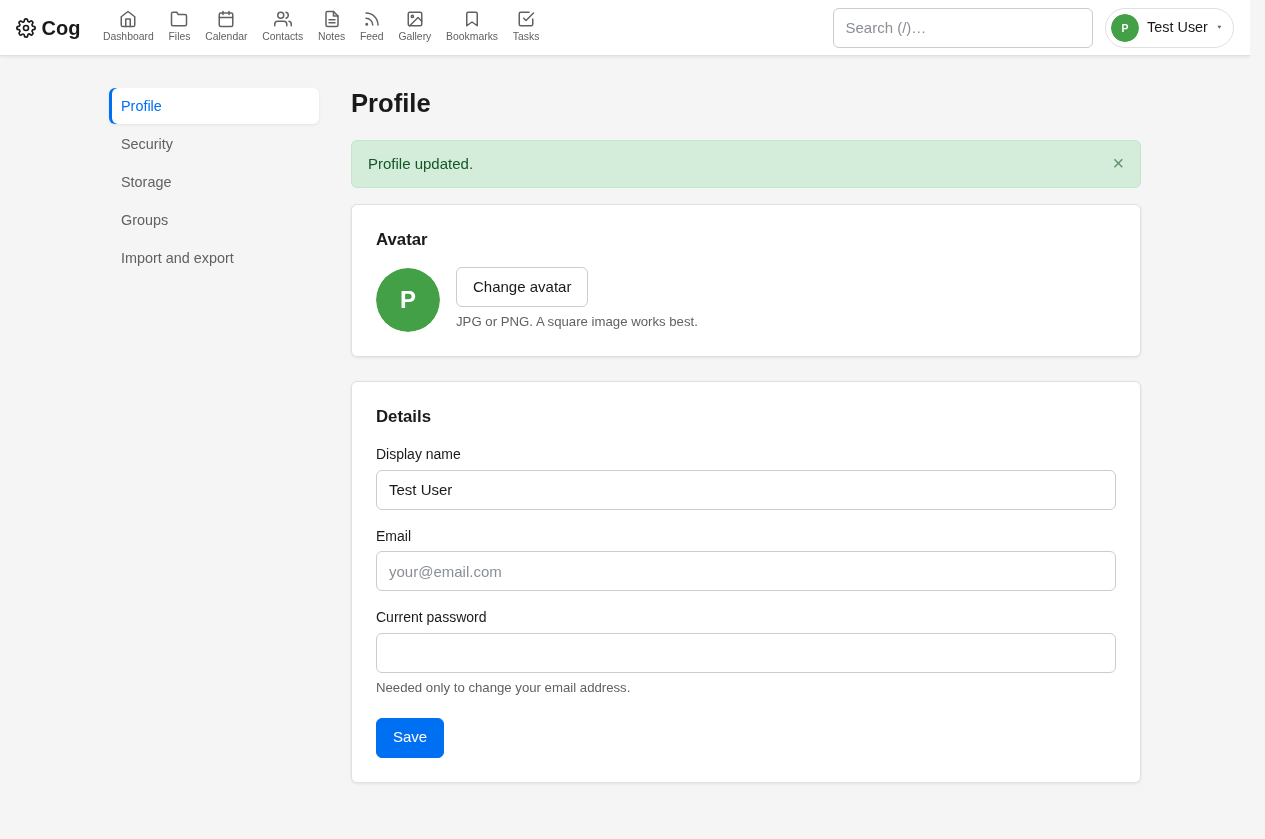 Cog
Dashboard Files Calendar Contacts Notes Feed Gallery Bookmarks Tasks
Search (/)…
P Test User
Profile
Security
Storage
Groups
Import and export
Profile
Profile updated. ×
Avatar
P
Change avatar
JPG or PNG. A square image works best.
Details
Display name
Test User
Email
your@email.com
Current password
Needed only to change your email address.
Save